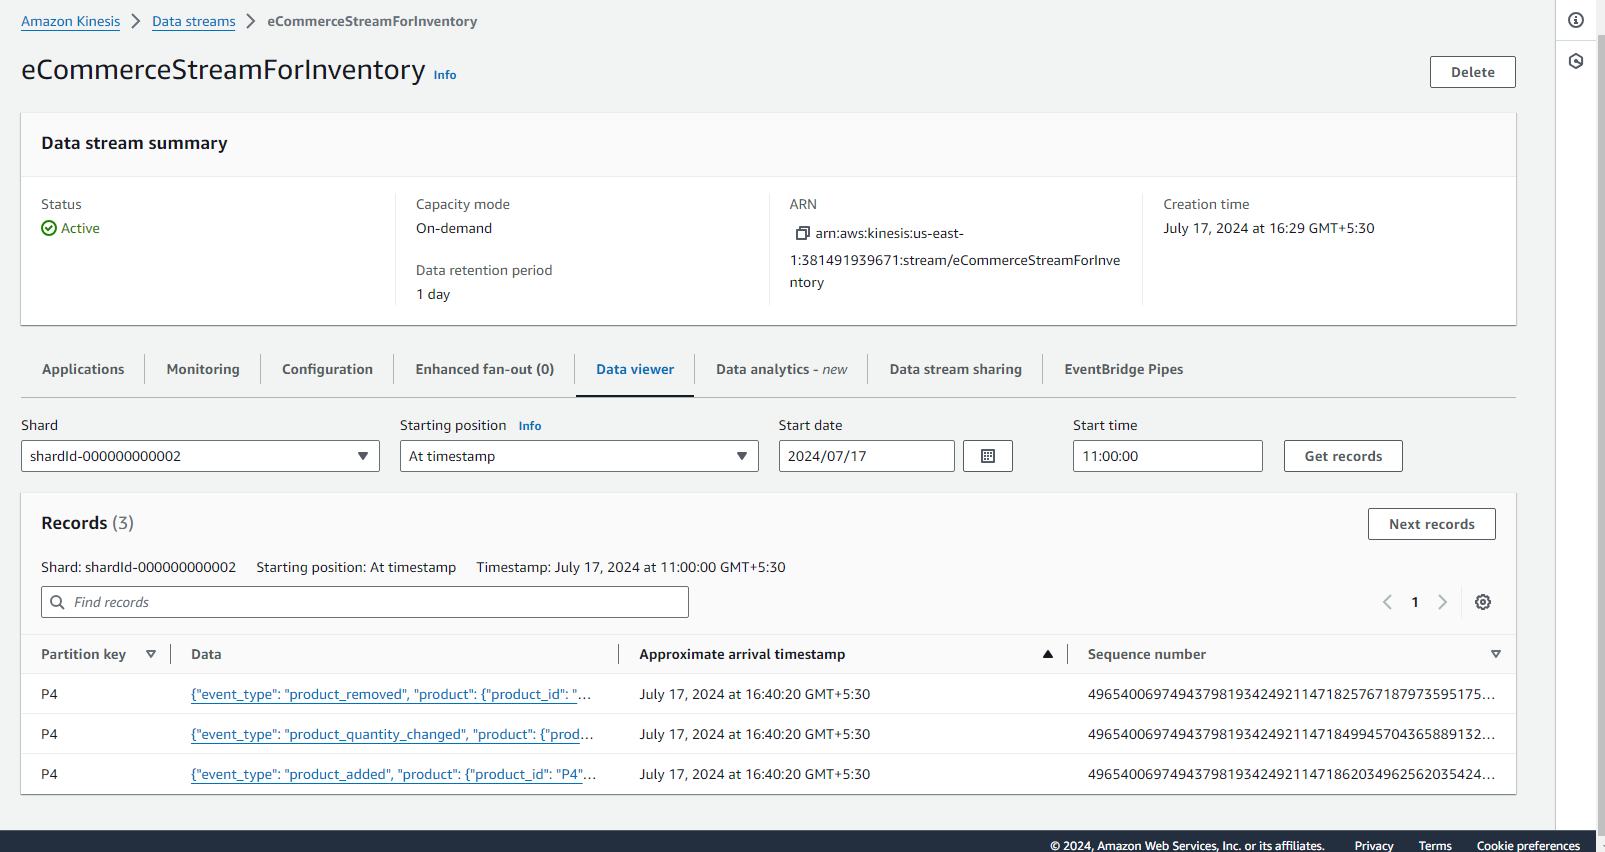 Amazon Kinesis > Data streams > eCommerceStreamForInventory
eCommerceStreamForInventory Info
Delete
Data stream summary
Status
Active
Capacity mode
On-demand
Data retention period
1 day
ARN
arn:aws:kinesis:us-east-
1:381491939671:stream/eCommerceStreamForInve
ntory
Creation time
July 17, 2024 at 16:29 GMT+5:30
Applications
Monitoring
Configuration
Enhanced fan-out (0)
Data viewer
Data analytics - new
Data stream sharing
EventBridge Pipes
Shard
shardId-000000000002
Starting position Info
At timestamp
Start date
2024/07/17
Start time
11:00:00
Get records
Records (3)
Next records
Shard: shardId-000000000002 Starting position: At timestamp Timestamp: July 17, 2024 at 11:00:00 GMT+5:30
Find records
1
Partition key Data Approximate arrival timestamp Sequence number
P4 {"event_type": "product_removed", "product": {"product_id": "... July 17, 2024 at 16:40:20 GMT+5:30 49654006974943798193424921147182576718797359517​5...
P4 {"event_type": "product_quantity_changed", "product": {"prod... July 17, 2024 at 16:40:20 GMT+5:30 496540069749437981934249211471849945704365889132...
P4 {"event_type": "product_added", "product": {"product_id": "P4"... July 17, 2024 at 16:40:20 GMT+5:30 496540069749437981934249211471862034962562035424...
© 2024, Amazon Web Services, Inc. or its affiliates. Privacy Terms Cookie preferences